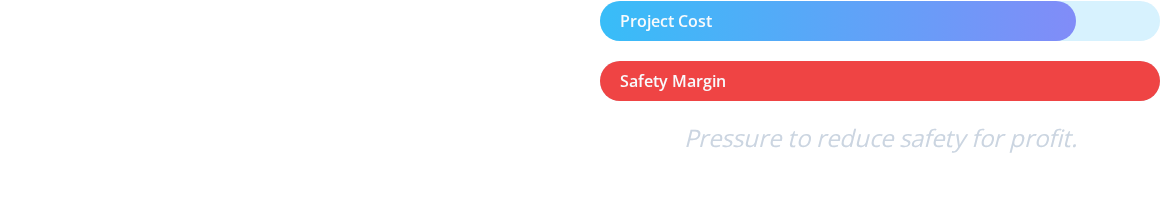 Project Cost
Safety Margin
Pressure to reduce safety for profit.